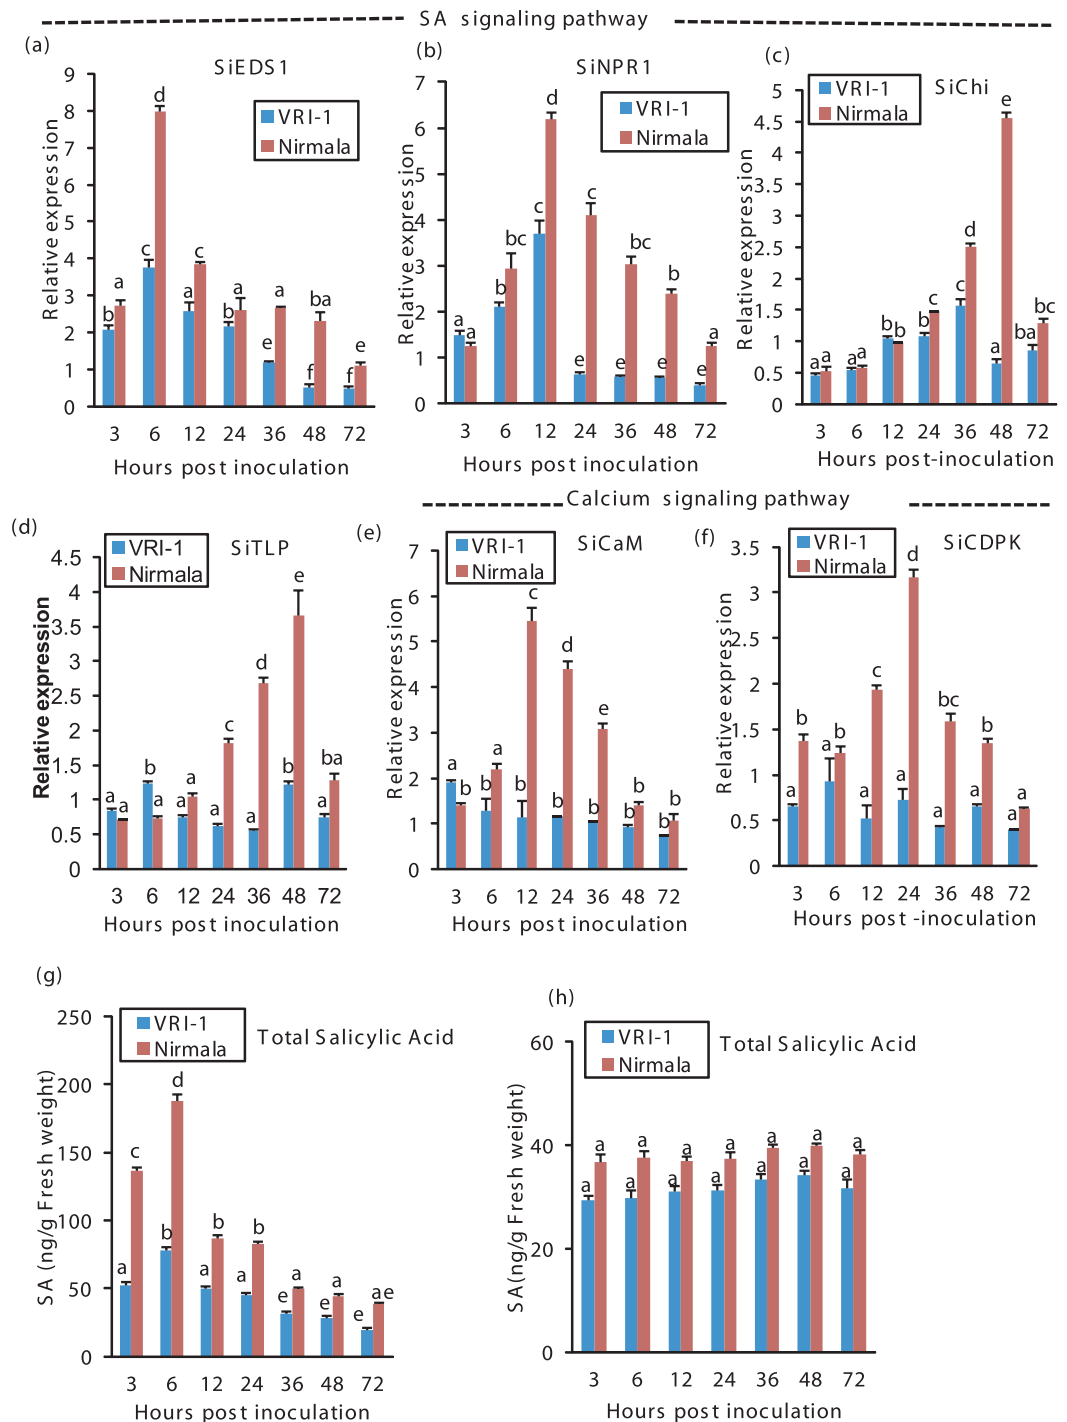 SA signaling pathway
(a)
SiEDS1
VRI-1
Nirmala
Relative expression
9
8
7
6
5
4
3
2
1
0
b a c d a c b a e a f ba f e
3 6 12 24 36 48 72
Hours post inoculation
(b)
SiNPR1
VRI-1
Nirmala
Relative expression
7
6
5
4
3
2
1
0
a a b bc c d e c e bc e b e a
3 6 12 24 36 48 72
Hours post inoculation
(c)
SiChi
VRI-1
Nirmala
Relative expression
5
4.5
4
3.5
3
2.5
2
1.5
1
0.5
0
a a a a b b b c c d a e ba bc
3 6 12 24 36 48 72
Hours post-inoculation
(d)
SiTLP
VRI-1
Nirmala
Relative expression
4.5
4
3.5
3
2.5
2
1.5
1
0.5
0
a a b a a a a c a d b e a ba
3 6 12 24 36 48 72
Hours post inoculation
Calcium signaling pathway
(e)
SiCaM
VRI-1
Nirmala
Relative expression
7
6
5
4
3
2
1
0
a b b a b c b d b e b b b b
3 6 12 24 36 48 72
Hours post inoculation
(f)
SiCDPK
VRI-1
Nirmala
Relative expression
3.5
3
2.5
2
1.5
1
0.5
0
a b a b a c a d a bc a b a a
3 6 12 24 36 48 72
Hours post -inoculation
(g)
Total Salicylic Acid
VRI-1
Nirmala
SA (ng/g Fresh weight)
250
200
150
100
50
0
a c b d a b a b e a e a e ae
3 6 12 24 36 48 72
Hours post inoculation
(h)
Total Salicylic Acid
VRI-1
Nirmala
SA(ng/g Fresh weight)
60
40
20
0
a a a a a a a a a a a a a a
3 6 12 24 36 48 72
Hours post inoculation